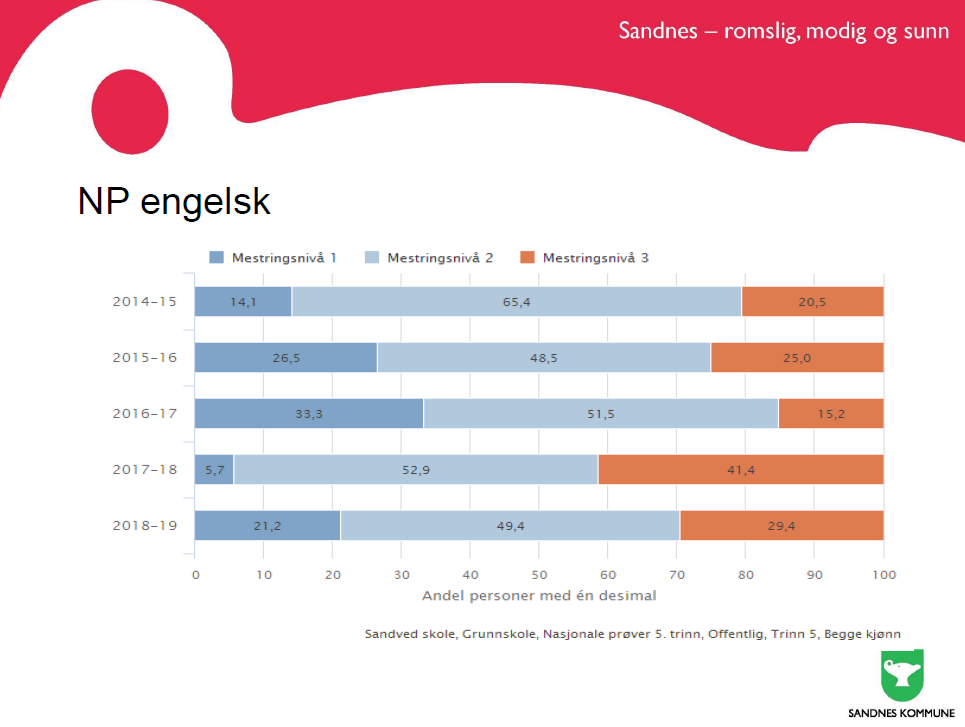 Sandnes – romslig, modig og sunn
NP engelsk
Mestringsnivå 1 Mestringsnivå 2 Mestringsnivå 3
2014–15 14,1 65,4 20,5
2015–16 26,5 48,5 25,0
2016–17 33,3 51,5 15,2
2017–18 5,7 52,9 41,4
2018–19 21,2 49,4 29,4
0 10 20 30 40 50 60 70 80 90 100
Andel personer med én desimal
Sandved skole, Grunnskole, Nasjonale prøver 5. trinn, Offentlig, Trinn 5, Begge kjønn
SANDNES KOMMUNE